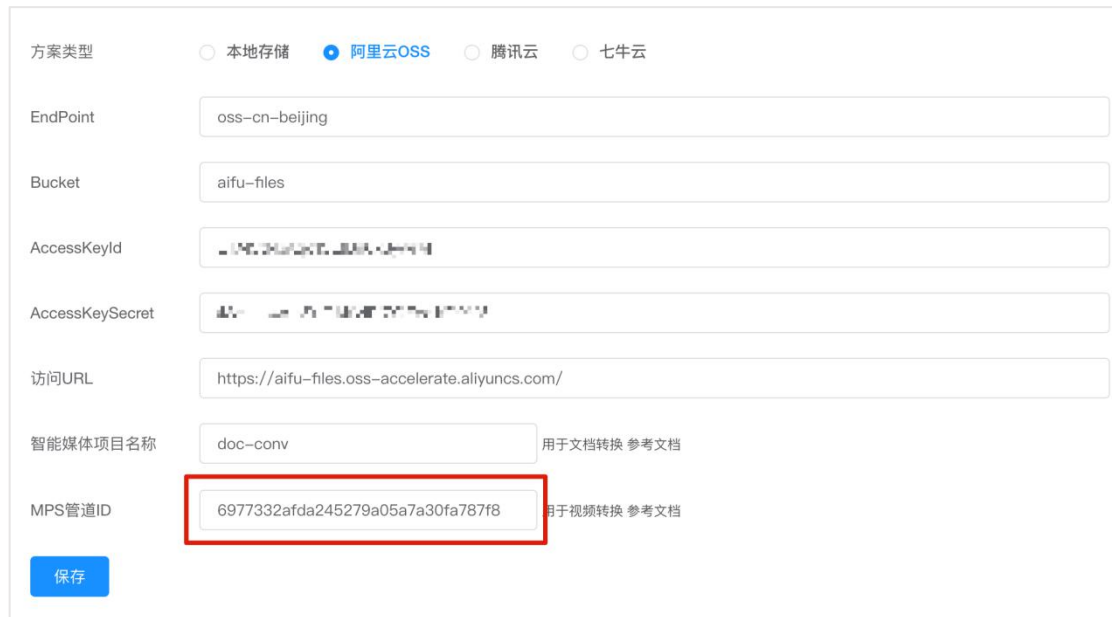 方案类型 本地存储 阿里云OSS 腾讯云 七牛云
EndPoint oss-cn-beijing
Bucket aifu-files
AccessKeyId
AccessKeySecret
访问URL https://aifu-files.oss-accelerate.aliyuncs.com/
智能媒体项目名称 doc-conv 用于文档转换 参考文档
MPS管道ID 6977332afda245279a05a7a30fa787f8 用于视频转换 参考文档
保存